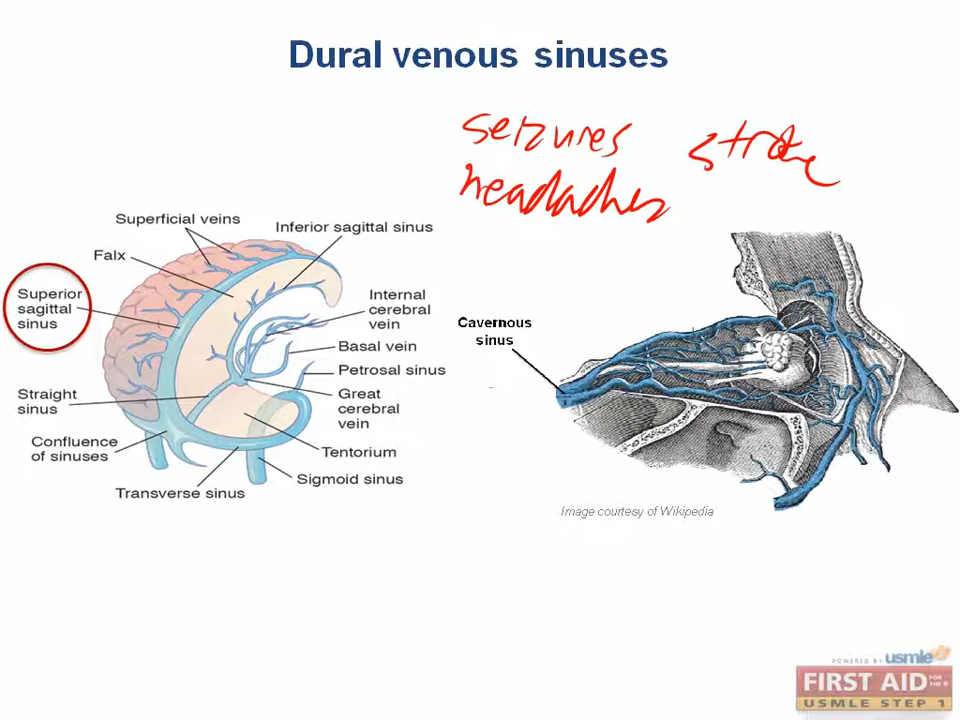 Dural venous sinuses
seizures stroke
headaches
Superficial veins
Inferior sagittal sinus
Falx
Superior
sagittal
sinus
Internal
cerebral
vein
Basal vein
Petrosal sinus
Straight
sinus
Great
cerebral
vein
Confluence
of sinuses
Tentorium
Sigmoid sinus
Transverse sinus
Cavernous
sinus
Image courtesy of Wikipedia
POWERED BY usmle
FIRST AID FOR THE ®
USMLE STEP 1